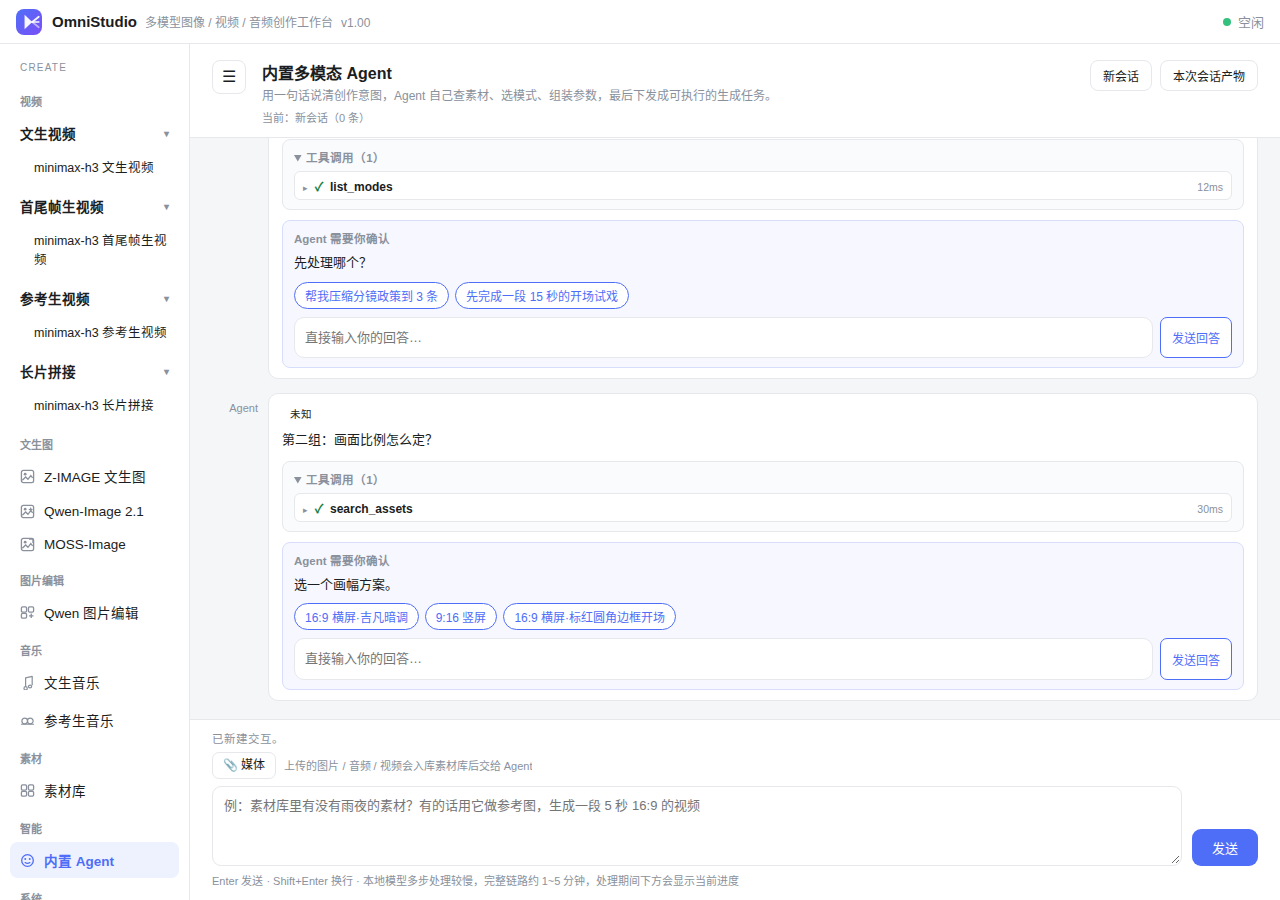 OmniStudio 多模型图像 / 视频 / 音频创作工作台 v1.00
空闲
CREATE
视频
文生视频
minimax-h3 文生视频
首尾帧生视频
minimax-h3 首尾帧生视
频
参考生视频
minimax-h3 参考生视频
长片拼接
minimax-h3 长片拼接
文生图
Z-IMAGE 文生图
Qwen-Image 2.1
MOSS-Image
图片编辑
Qwen 图片编辑
音乐
文生音乐
参考生音乐
素材
素材库
智能
内置 Agent
系统
内置多模态 Agent
用一句话说清创作意图，Agent 自己查素材、选模式、组装参数，最后下发成可执行的生成任务。
当前：新会话（0 条）
新会话
本次会话产物
工具调用（1）
✓ list_modes 12ms
Agent 需要你确认
先处理哪个？
帮我压缩分镜政策到 3 条
先完成一段 15 秒的开场试戏
直接输入你的回答…
发送回答
Agent
未知
第二组：画面比例怎么定？
工具调用（1）
✓ search_assets 30ms
Agent 需要你确认
选一个画幅方案。
16:9 横屏·吉凡暗调
9:16 竖屏
16:9 横屏·标红圆角边框开场
直接输入你的回答…
发送回答
已新建交互。
媒体
上传的图片 / 音频 / 视频会入库素材库后交给 Agent
例：素材库里有没有雨夜的素材？有的话用它做参考图，生成一段 5 秒 16:9 的视频
发送
Enter 发送 · Shift+Enter 换行 · 本地模型多步处理较慢，完整链路约 1~5 分钟，处理期间下方会显示当前进度